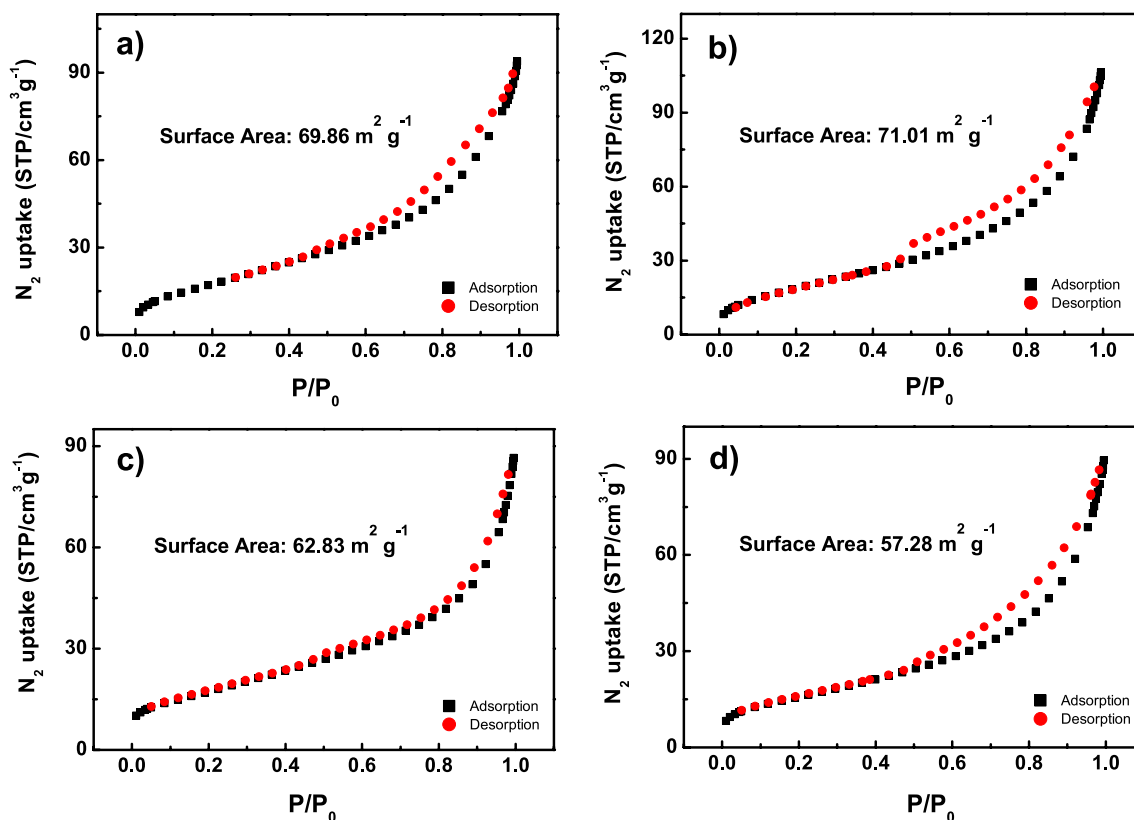 a)
Surface Area: 69.86 m² g⁻¹
N₂ uptake (STP/cm³g⁻¹)
90
60
30
0
Adsorption
Desorption
0.0 0.2 0.4 0.6 0.8 1.0
P/P₀
b)
Surface Area: 71.01 m² g⁻¹
N₂ uptake (STP/cm³g⁻¹)
120
90
60
30
0
Adsorption
Desorption
0.0 0.2 0.4 0.6 0.8 1.0
P/P₀
c)
Surface Area: 62.83 m² g⁻¹
N₂ uptake (STP/cm³g⁻¹)
90
60
30
0
Adsorption
Desorption
0.0 0.2 0.4 0.6 0.8 1.0
P/P₀
d)
Surface Area: 57.28 m² g⁻¹
N₂ uptake (STP/cm³g⁻¹)
90
60
30
0
Adsorption
Desorption
0.0 0.2 0.4 0.6 0.8 1.0
P/P₀